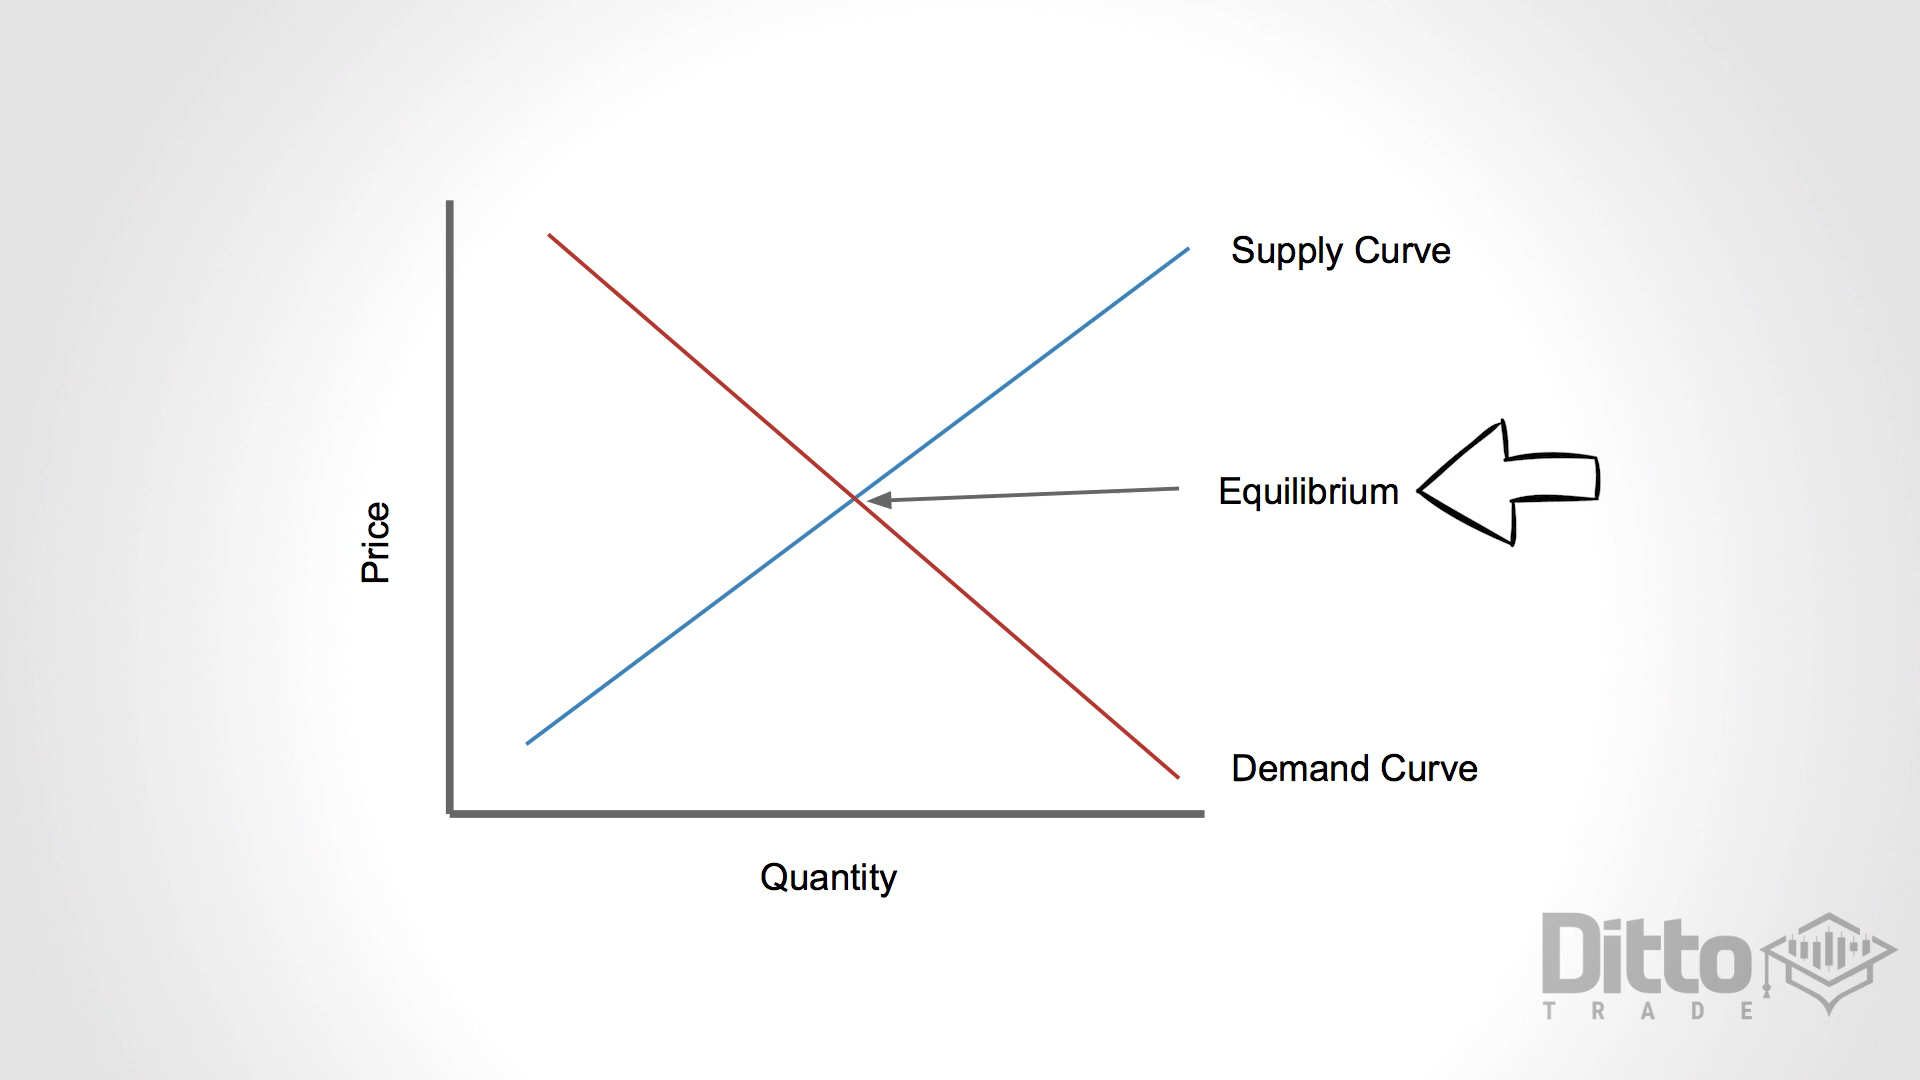 Supply Curve
Equilibrium
Price
Demand Curve
Quantity
Ditto
TRADE